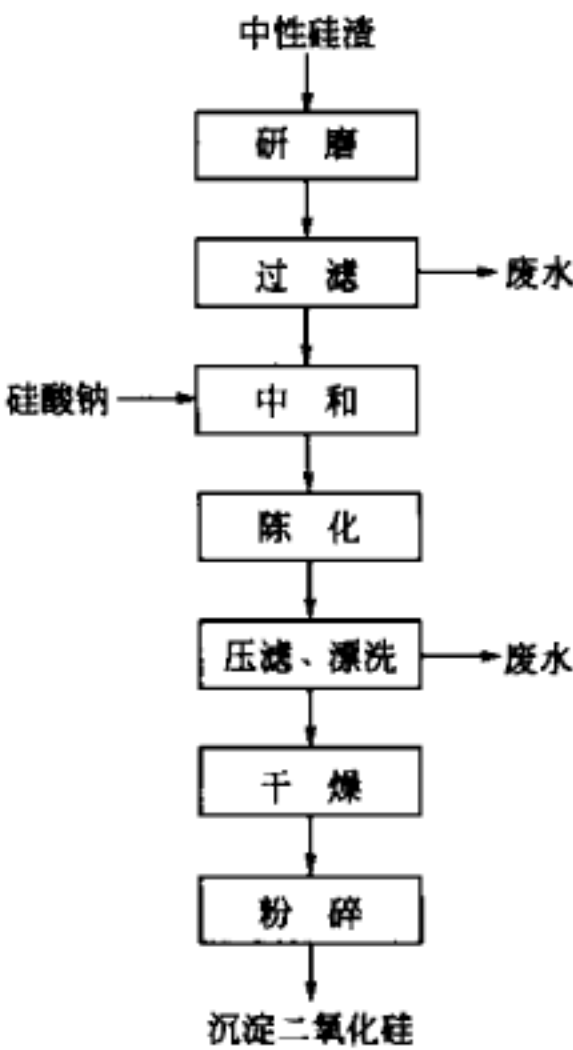 中性硅渣
研磨
过滤
废水
硅酸钠
中和
陈化
压滤、漂洗
废水
干燥
粉碎
沉淀二氧化硅